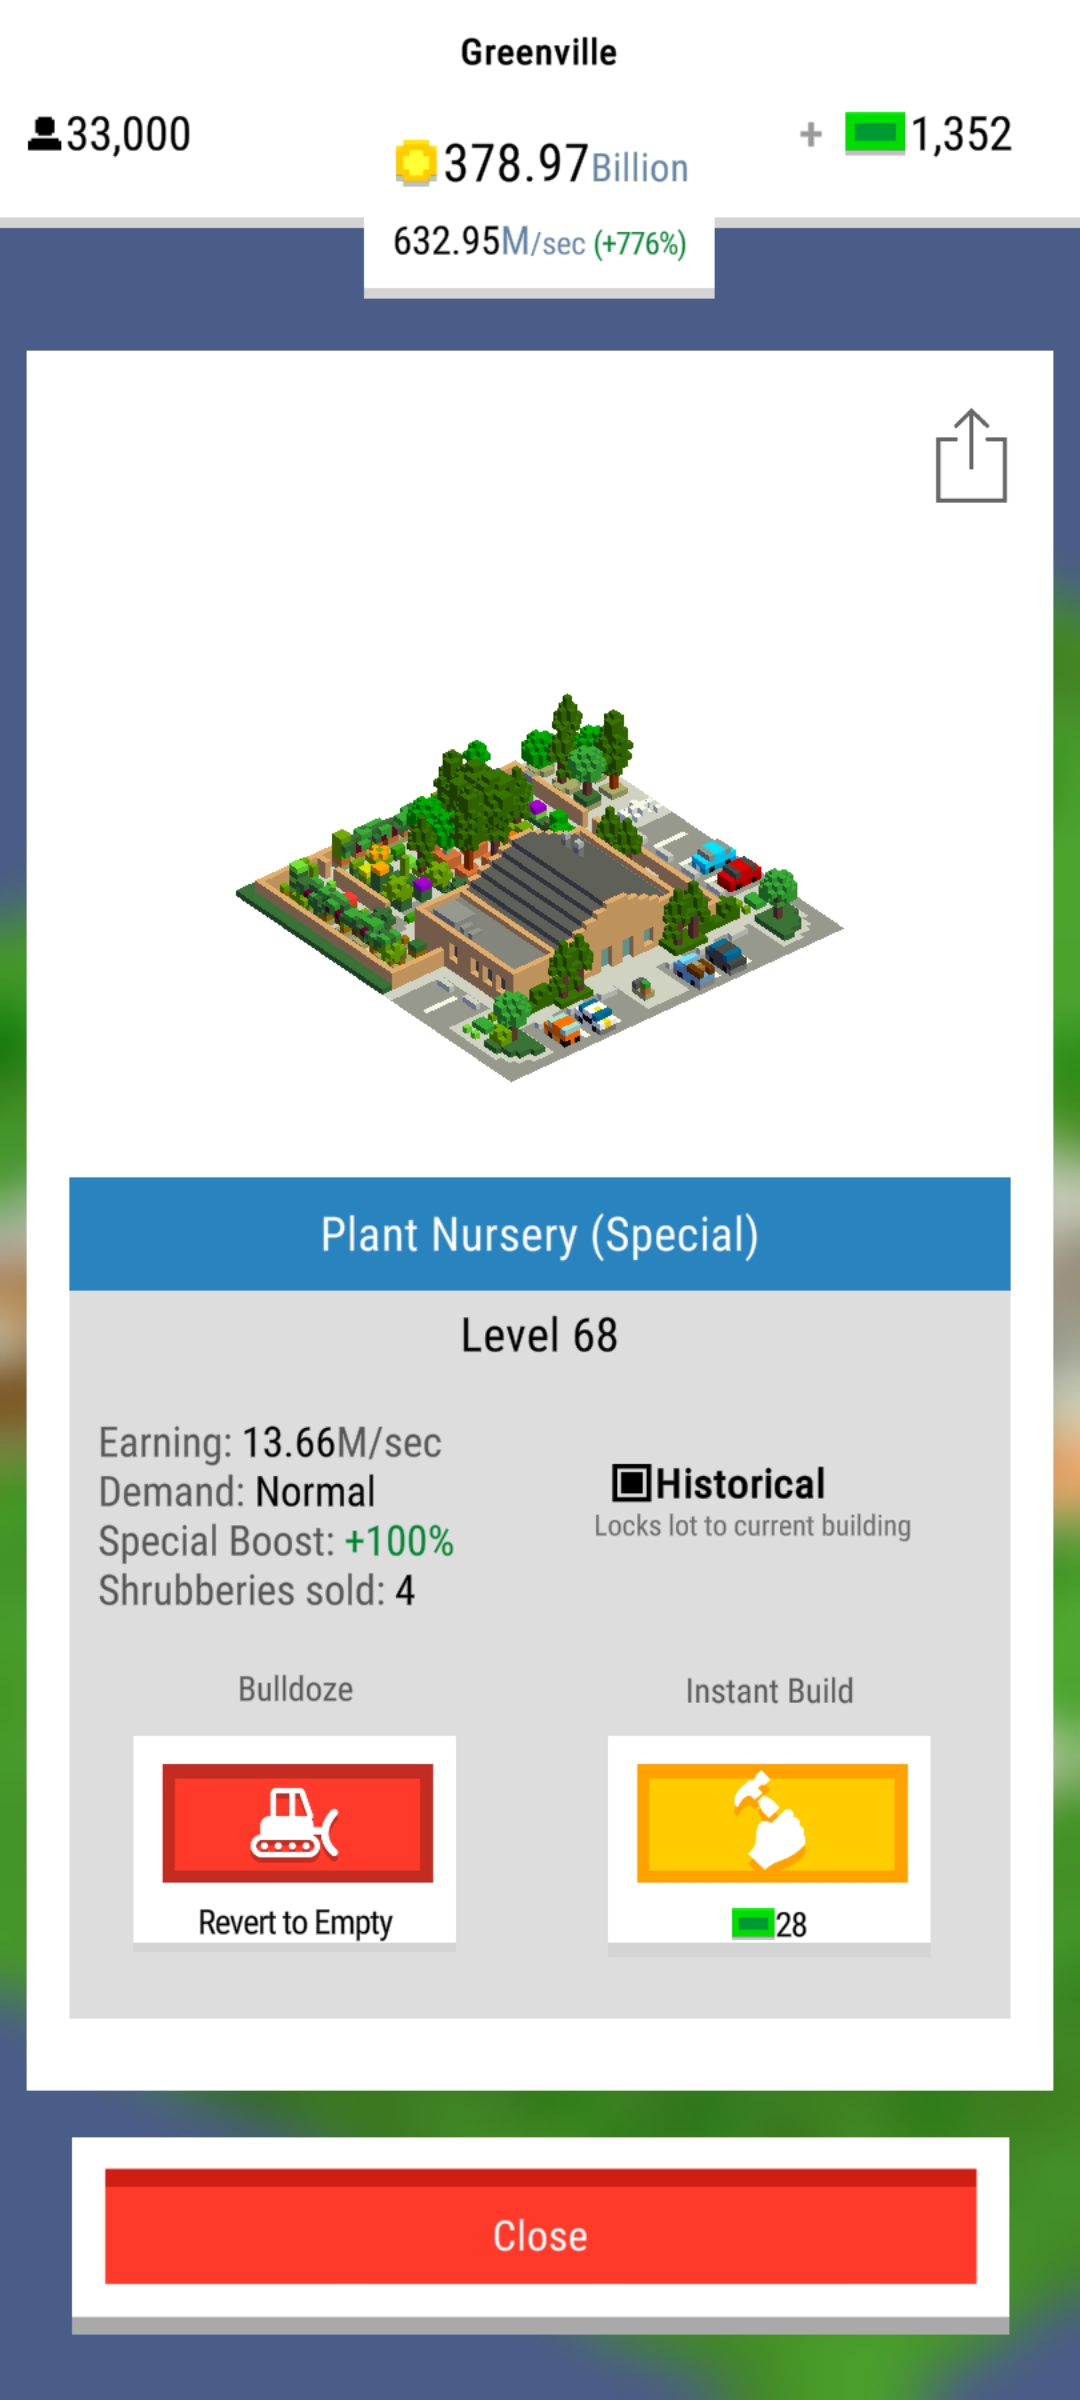 Greenville
33,000
378.97Billion
+ 1,352
632.95M/sec (+776%)
Plant Nursery (Special)
Level 68
Earning: 13.66M/sec
Demand: Normal
Special Boost: +100%
Shrubberies sold: 4
Historical
Locks lot to current building
Bulldoze
Revert to Empty
Instant Build
28
Close